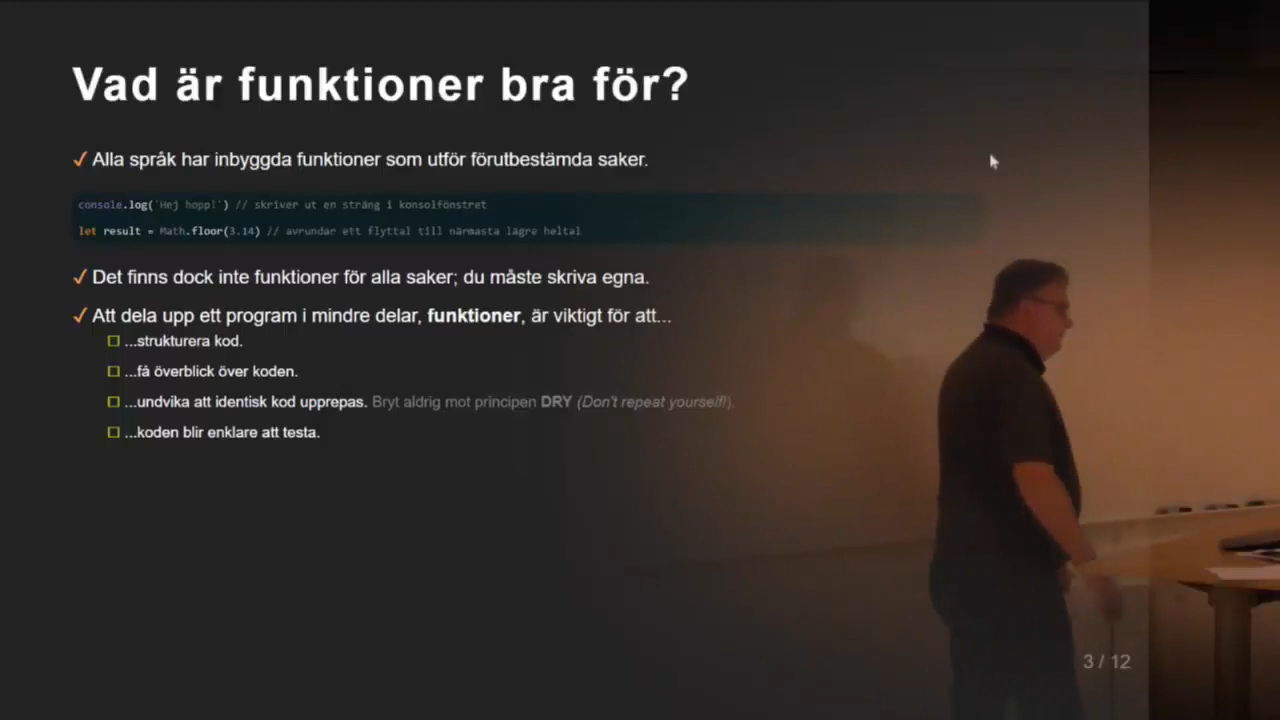 Vad är funktioner bra för?
✓ Alla språk har inbyggda funktioner som utför förutbestämda saker.
console.log('Hej hopp!') // skriver ut en sträng i konsolfönstret
let result = Math.floor(3.14) // avrundar ett flyttal till närmasta lägre heltal
✓ Det finns dock inte funktioner för alla saker; du måste skriva egna.
✓ Att dela upp ett program i mindre delar, funktioner, är viktigt för att...
☐ ...strukturera kod.
☐ ...få överblick över koden.
☐ ...undvika att identisk kod upprepas. Bryt aldrig mot principen DRY (Don't repeat yourself!).
☐ ...koden blir enklare att testa.
3 / 12